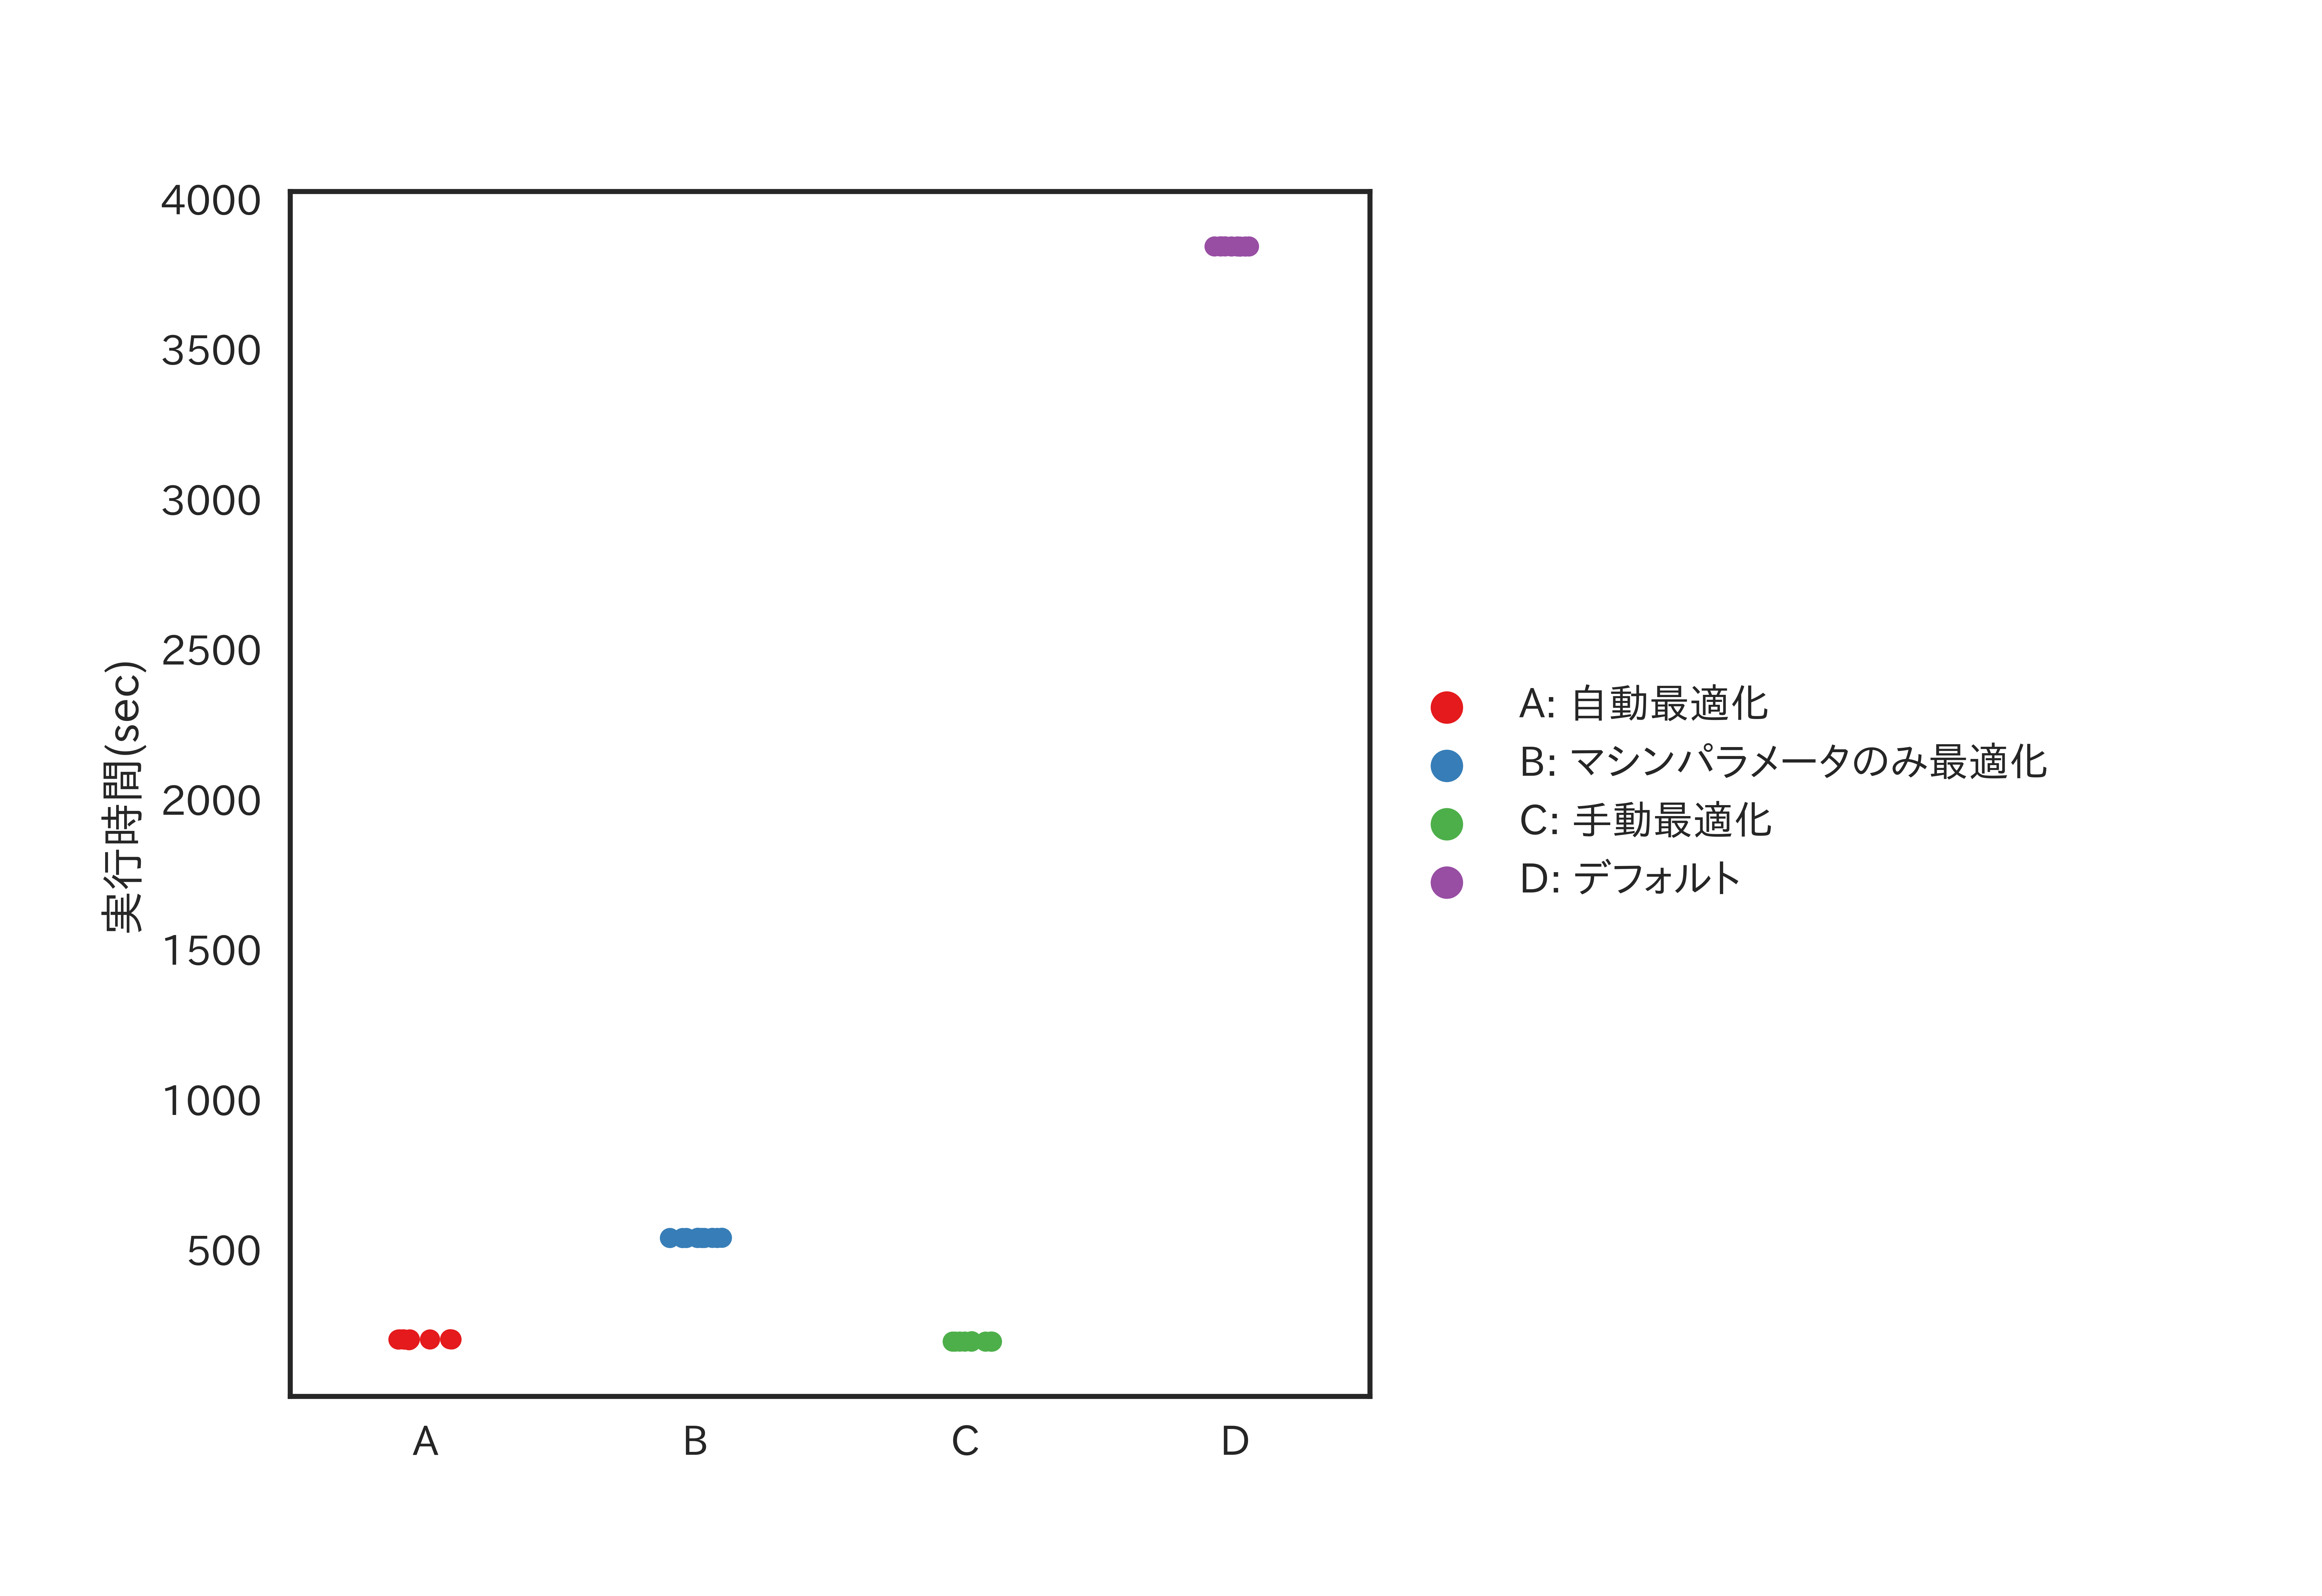 4000
3500
3000
2500
2000
1500
1000
500
実行時間(sec)
A
B
C
D
A: 自動最適化
B: マシンパラメータのみ最適化
C: 手動最適化
D: デフォルト